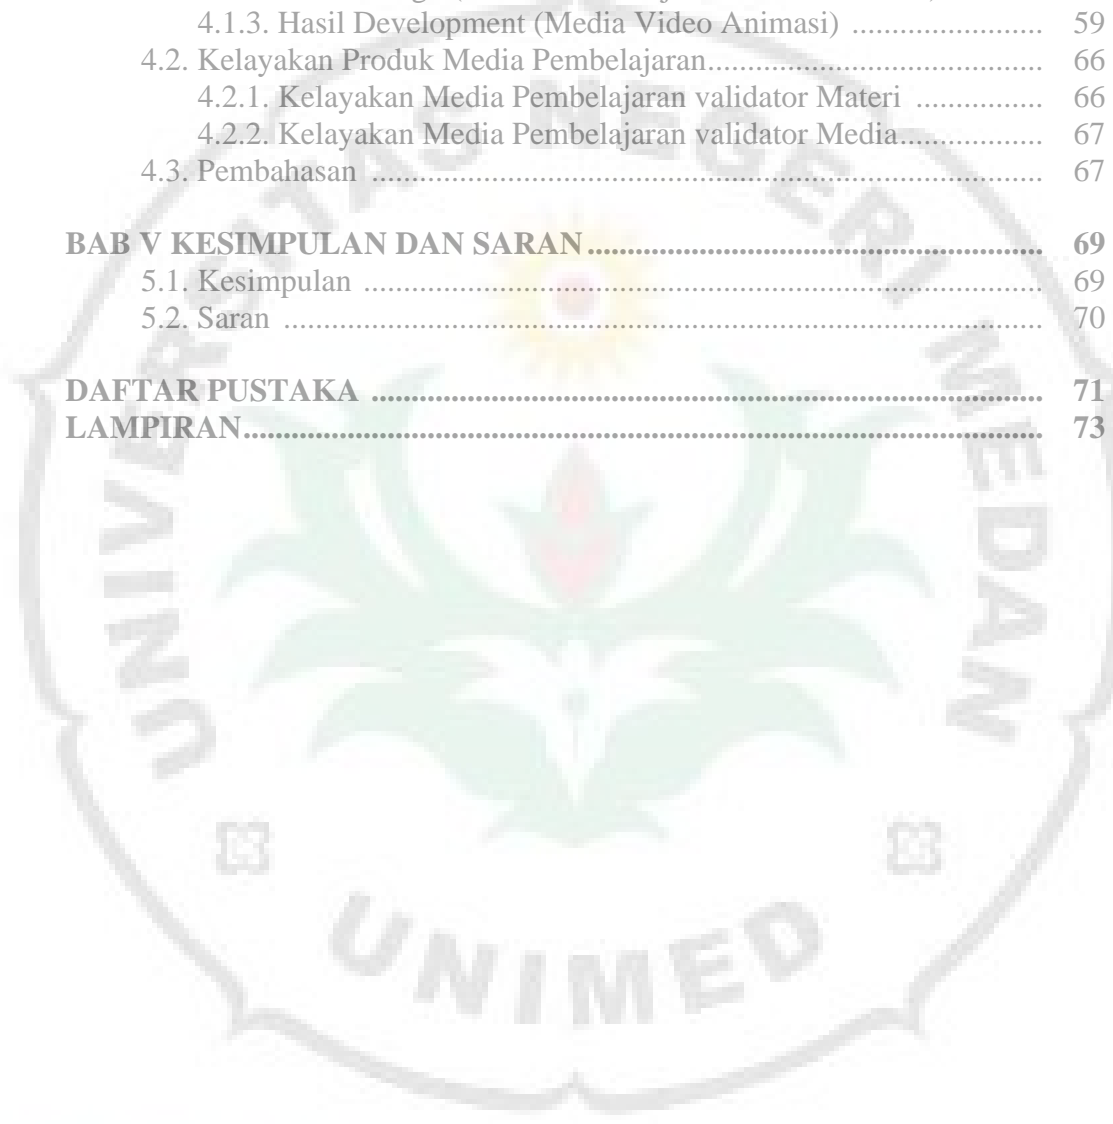 4.1.3. Hasil Development (Media Video Animasi) ........................ 59
4.2. Kelayakan Produk Media Pembelajaran.......................................... 66
4.2.1. Kelayakan Media Pembelajaran validator Materi ................ 66
4.2.2. Kelayakan Media Pembelajaran validator Media.................. 67
4.3. Pembahasan .................................................................................... 67
BAB V KESIMPULAN DAN SARAN......................................................... 69
5.1. Kesimpulan .................................................................................. 69
5.2. Saran ............................................................................................... 70
DAFTAR PUSTAKA .................................................................................... 71
LAMPIRAN.................................................................................................... 73
UNIVERSITAS NEGERI MEDAN
UNIMED